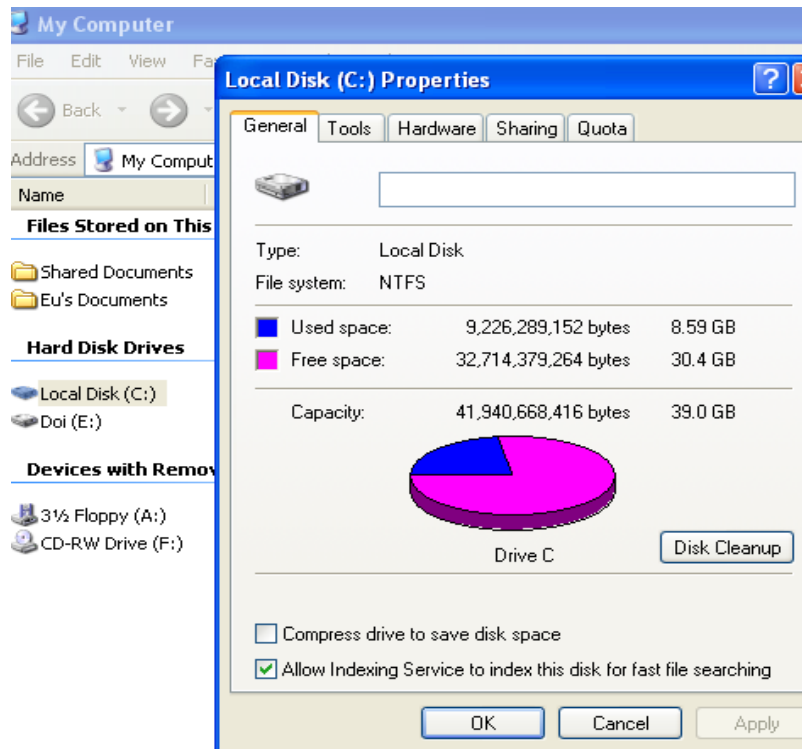 My Computer
File Edit View Fa
Back
Address My Comput
Name
Files Stored on This
Shared Documents
Eu's Documents
Hard Disk Drives
Local Disk (C:)
Doi (E:)
Devices with Remov
3½ Floppy (A:)
CD-RW Drive (F:)
Local Disk (C:) Properties
?
General Tools Hardware Sharing Quota
Type: Local Disk
File system: NTFS
Used space: 9,226,289,152 bytes 8.59 GB
Free space: 32,714,379,264 bytes 30.4 GB
Capacity: 41,940,668,416 bytes 39.0 GB
Drive C
Disk Cleanup
Compress drive to save disk space
Allow Indexing Service to index this disk for fast file searching
OK Cancel Apply